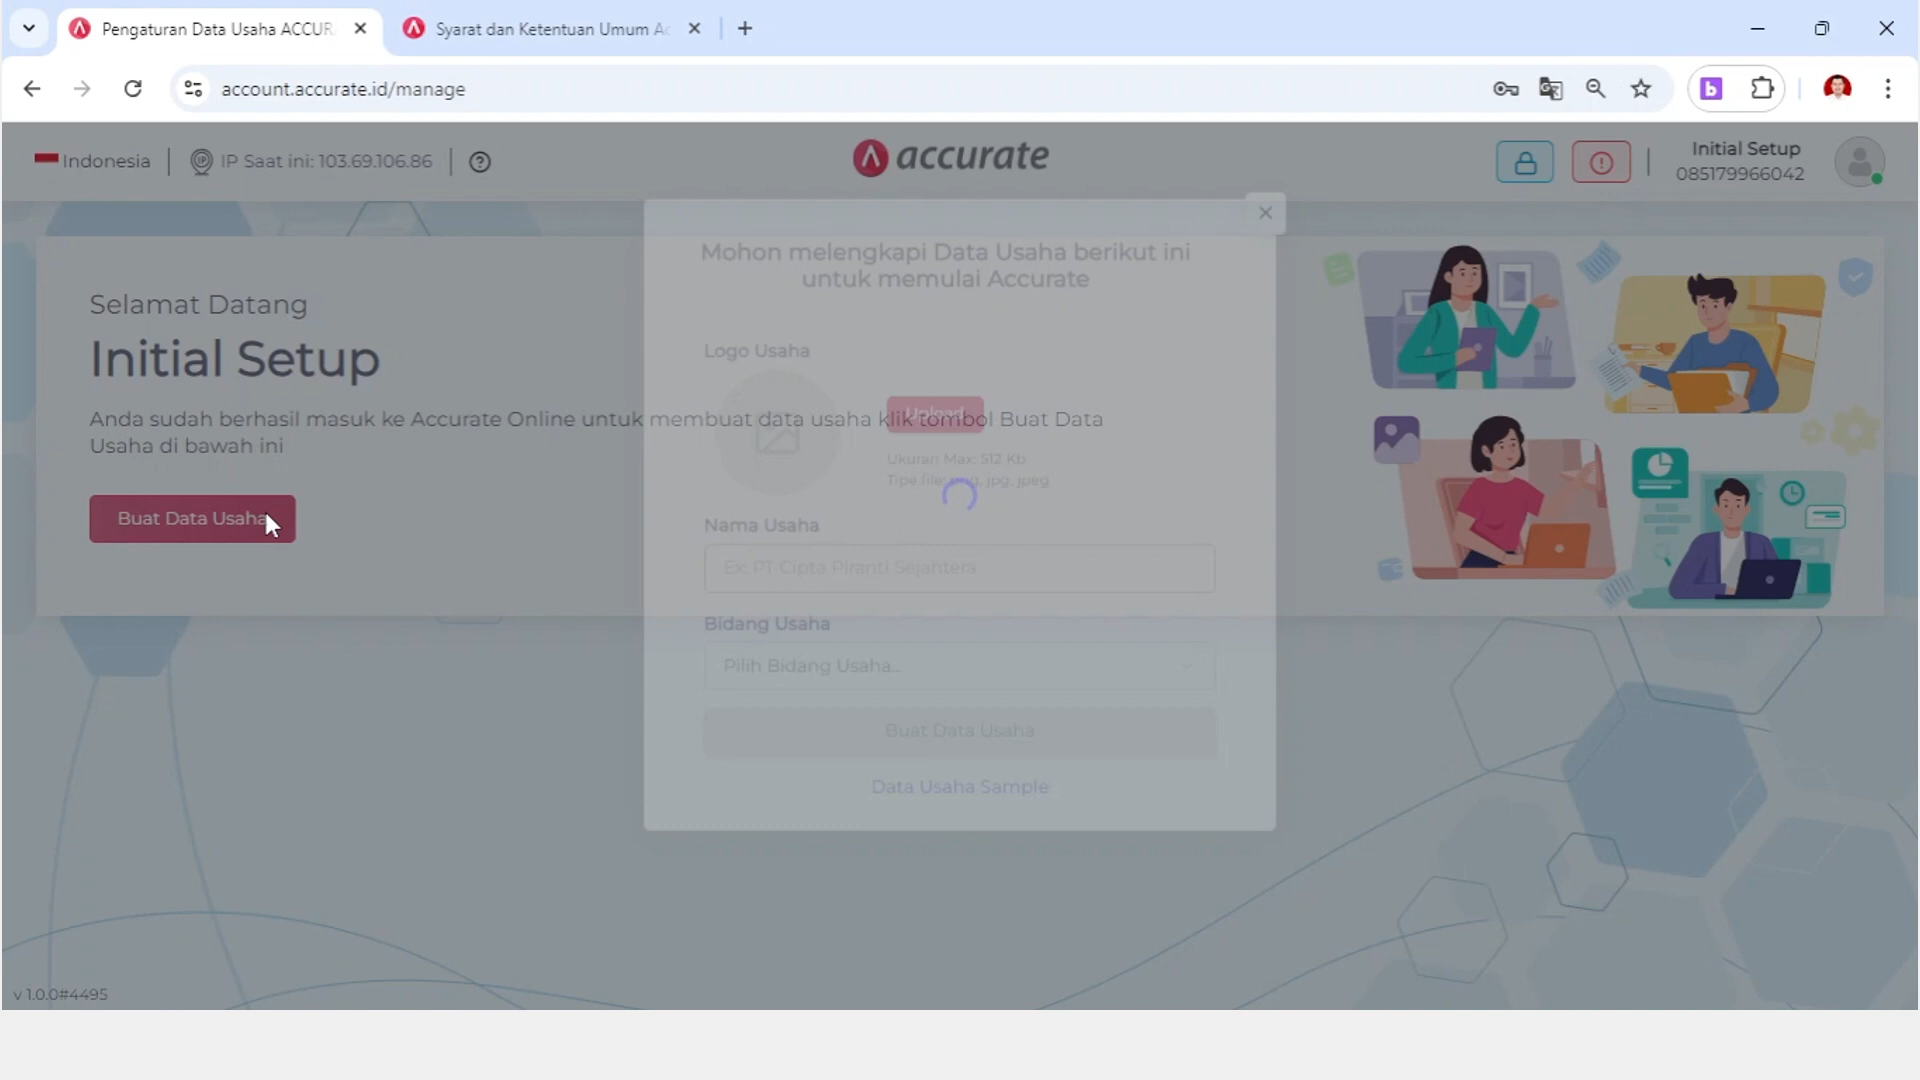 Pengaturan Data Usaha ACCUR
Syarat dan Ketentuan Umum Ac
account.accurate.id/manage
b
Indonesia
IP Saat ini: 103.69.106.86
accurate
Initial Setup
085179966042
Mohon melengkapi Data Usaha berikut ini
untuk memulai Accurate
Selamat Datang
Initial Setup
Anda sudah berhasil masuk ke Accurate Online untuk membuat data usaha klik tombol Buat Data
Usaha di bawah ini
Buat Data Usaha
Logo Usaha
Upload
Ukuran Max: 512 Kb
Tipe file: png, jpg, jpeg
Nama Usaha
Ex: PT Cipta Piranti Sejahtera
Bidang Usaha
Pilih Bidang Usaha...
Buat Data Usaha
Data Usaha Sample
v 1.0.0#4495